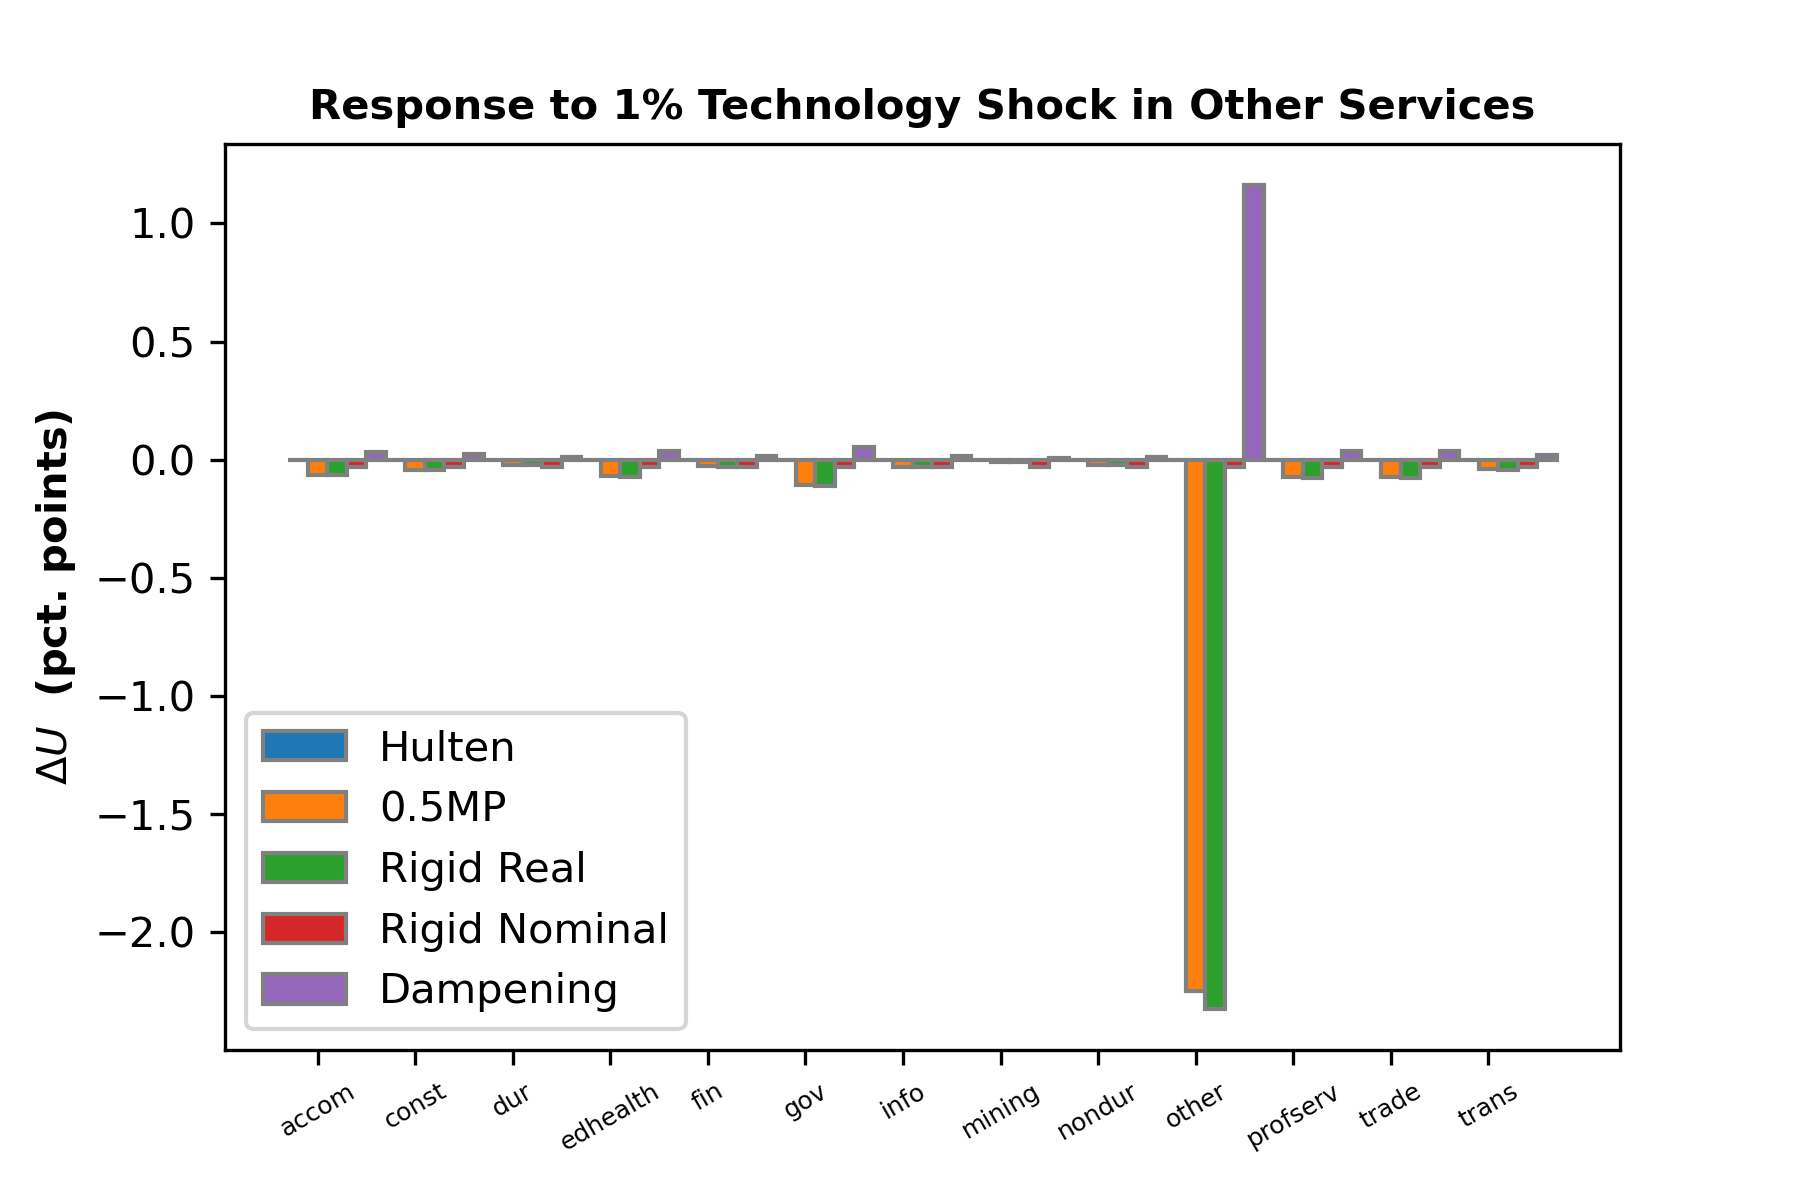 Response to 1% Technology Shock in Other Services
ΔU (pct. points)
1.0
0.5
0.0
−0.5
−1.0
−1.5
−2.0
Hulten
0.5MP
Rigid Real
Rigid Nominal
Dampening
accom const dur edhealth fin gov info mining nondur other profserv trade trans